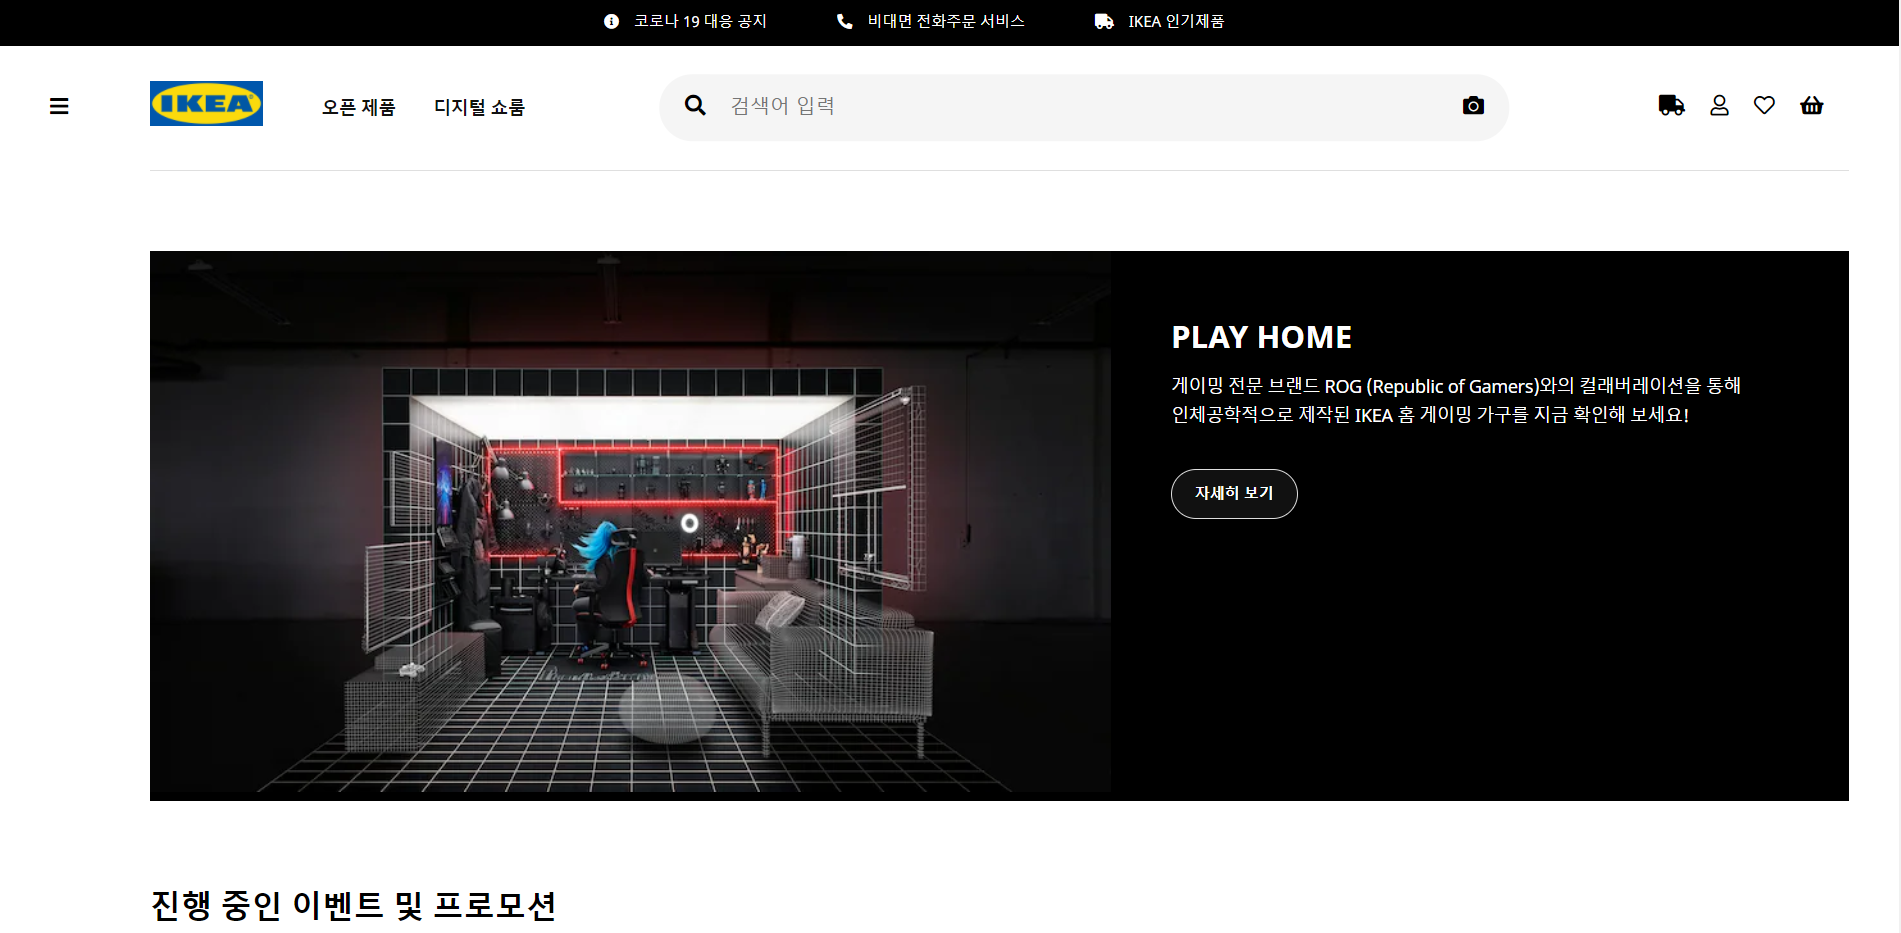 코로나 19 대응 공지
비대면 전화주문 서비스
IKEA 인기제품
IKEA
오픈 제품
디지털 쇼룸
검색어 입력
PLAY HOME
게이밍 전문 브랜드 ROG (Republic of Gamers)와의 컬래버레이션을 통해
인체공학적으로 제작된 IKEA 홈 게이밍 가구를 지금 확인해 보세요!
자세히 보기
진행 중인 이벤트 및 프로모션